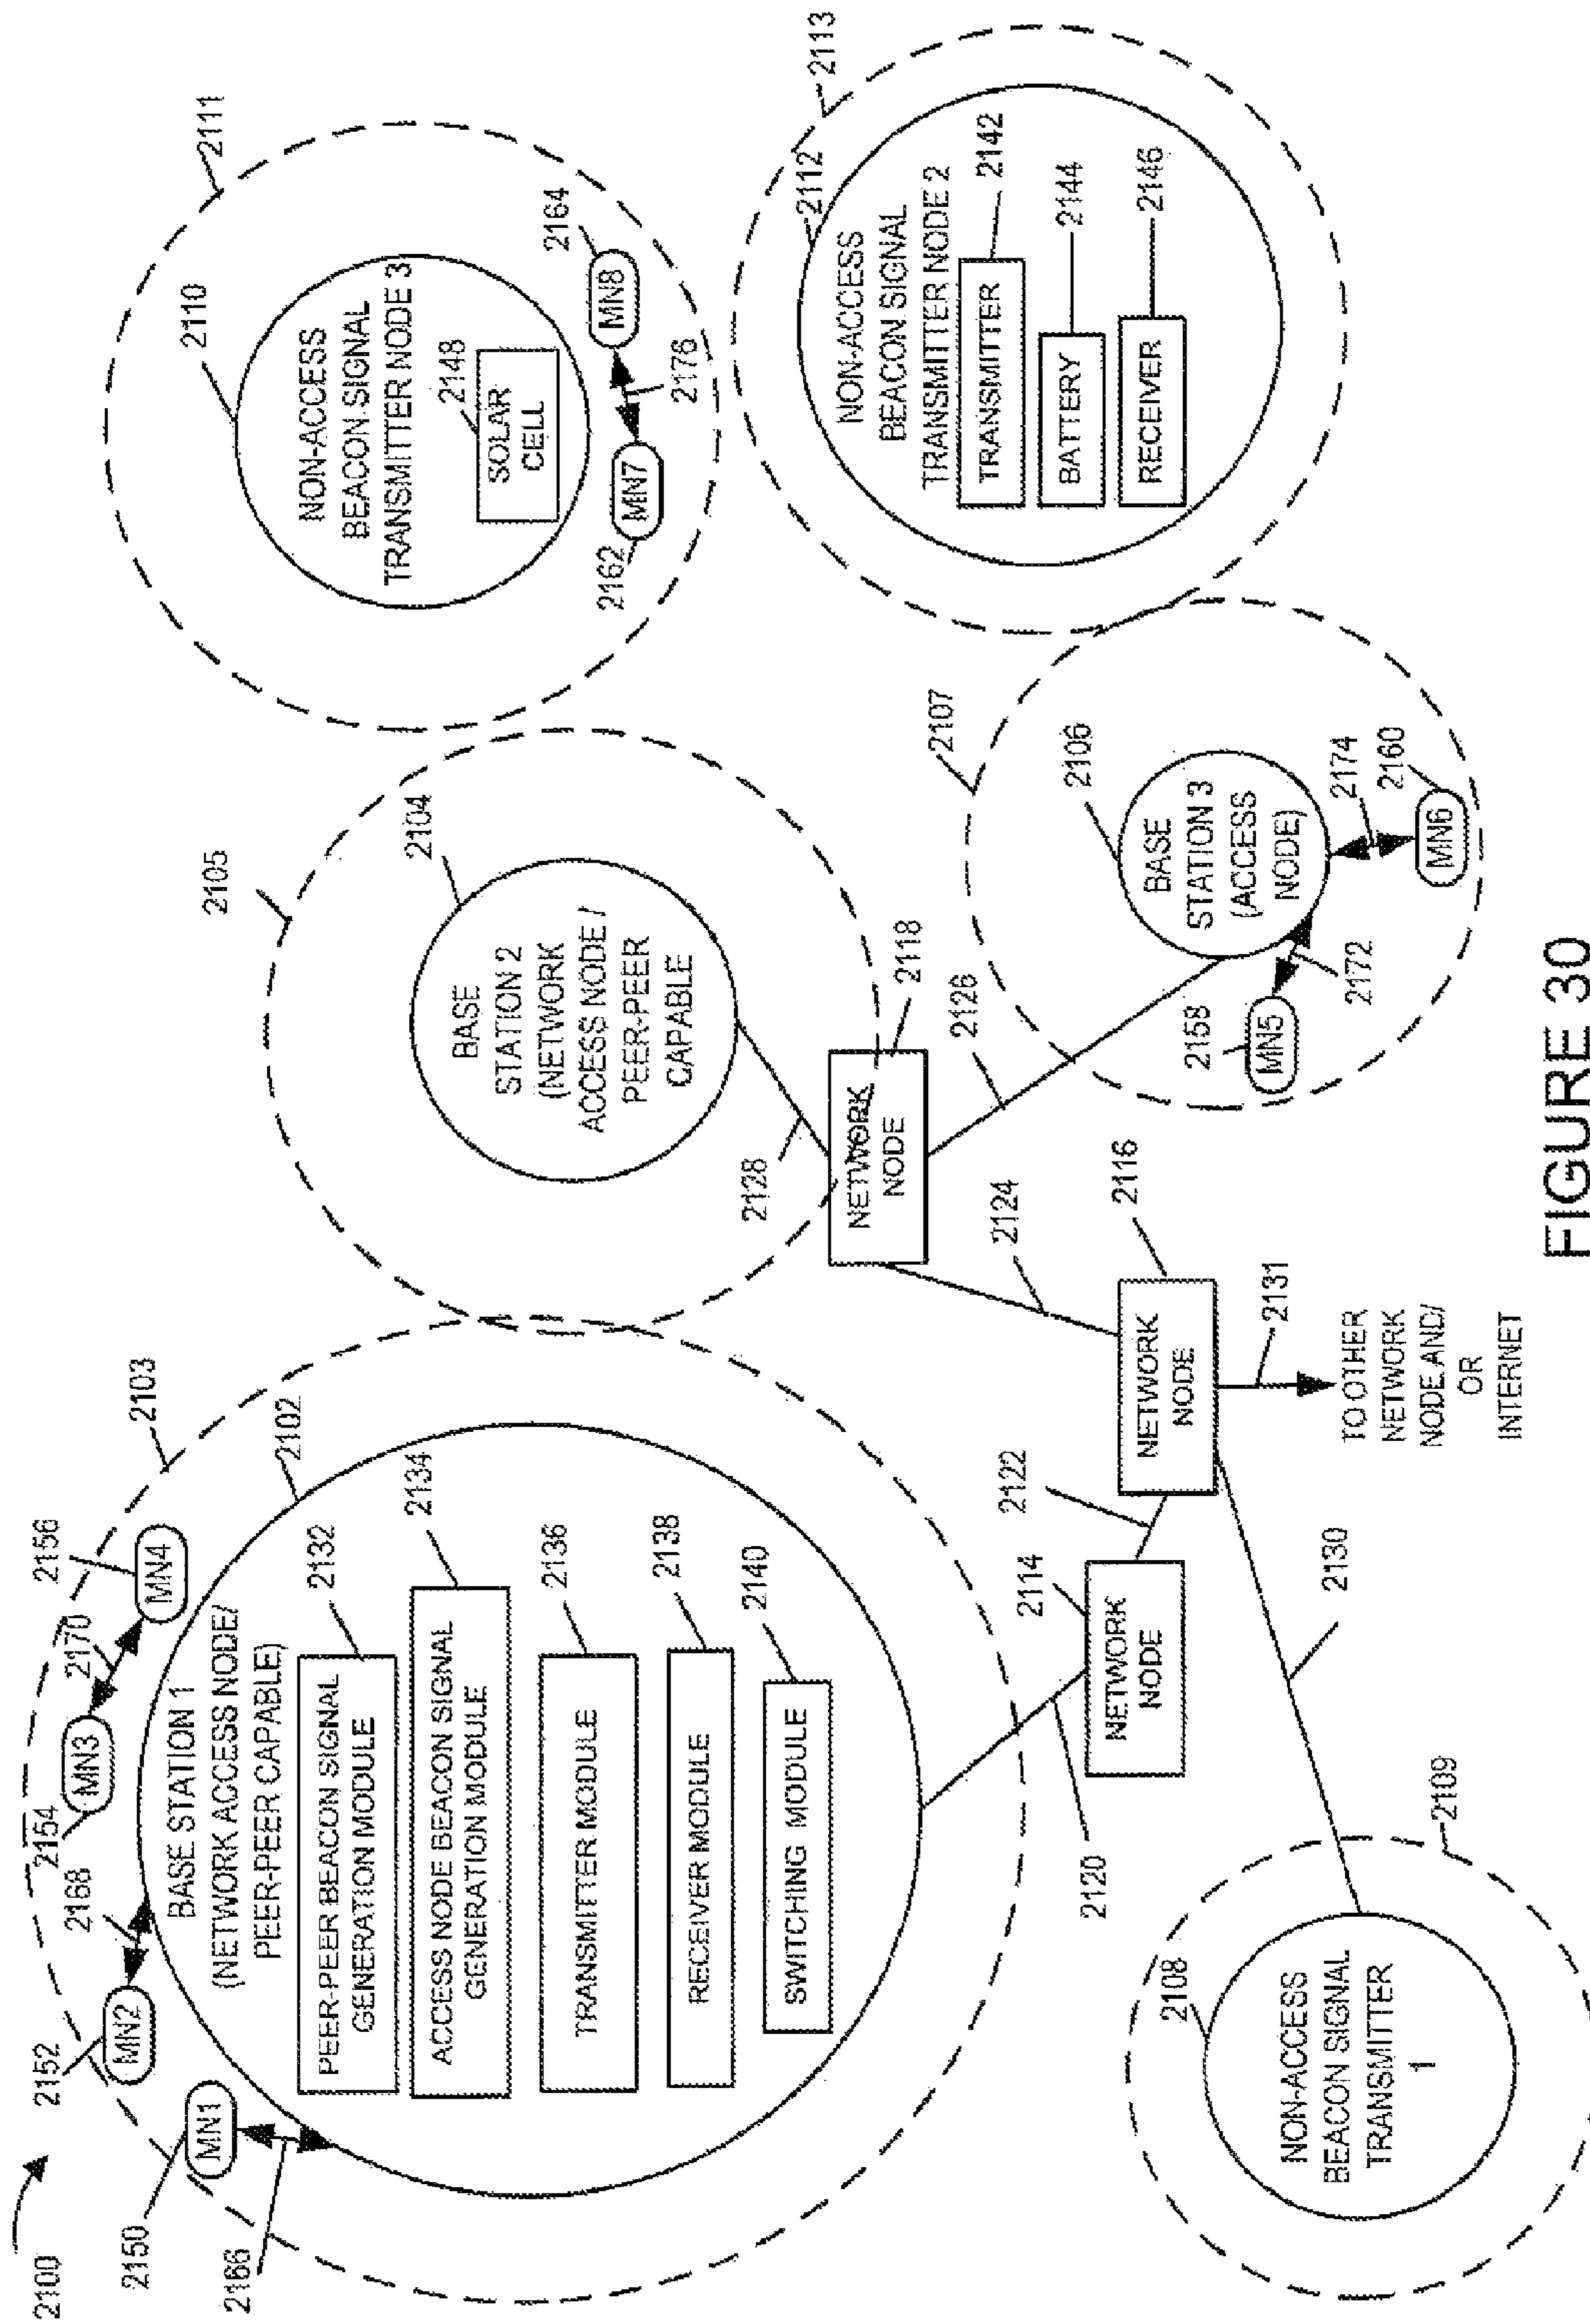 2100
2150
MN1
2166
2152
MN2
2168
2154
MN3
2170
2156
MN4
2103
2102
BASE STATION 1
(NETWORK ACCESS NODE/
PEER-PEER CAPABLE)
PEER-PEER BEACON SIGNAL
GENERATION MODULE
2132
ACCESS NODE BEACON SIGNAL
GENERATION MODULE
2134
TRANSMITTER MODULE
2136
RECEIVER MODULE
2138
SWITCHING MODULE
2140
2105
2104
BASE
STATION 2
(NETWORK
ACCESS NODE /
PEER-PEER
CAPABLE
2111
2110
NON-ACCESS
BEACON SIGNAL
TRANSMITTER NODE 3
2148
SOLAR
CELL
2162
MN7
2176
MN8
2164
2113
2112
NON-ACCESS
BEACON SIGNAL
TRANSMITTER NODE 2
TRANSMITTER
2142
BATTERY
2144
RECEIVER
2146
2107
2106
BASE
STATION 3
(ACCESS
NODE)
2158
MN5
2172
2174
2160
MN6
2128
NETWORK
NODE
2118
2126
2124
2116
NETWORK
NODE
2131
TO OTHER
NETWORK
NODE AND/
OR
INTERNET
2122
2114
NETWORK
NODE
2120
2130
2109
2108
NON-ACCESS
BEACON SIGNAL
TRANSMITTER
1
FIGURE 30